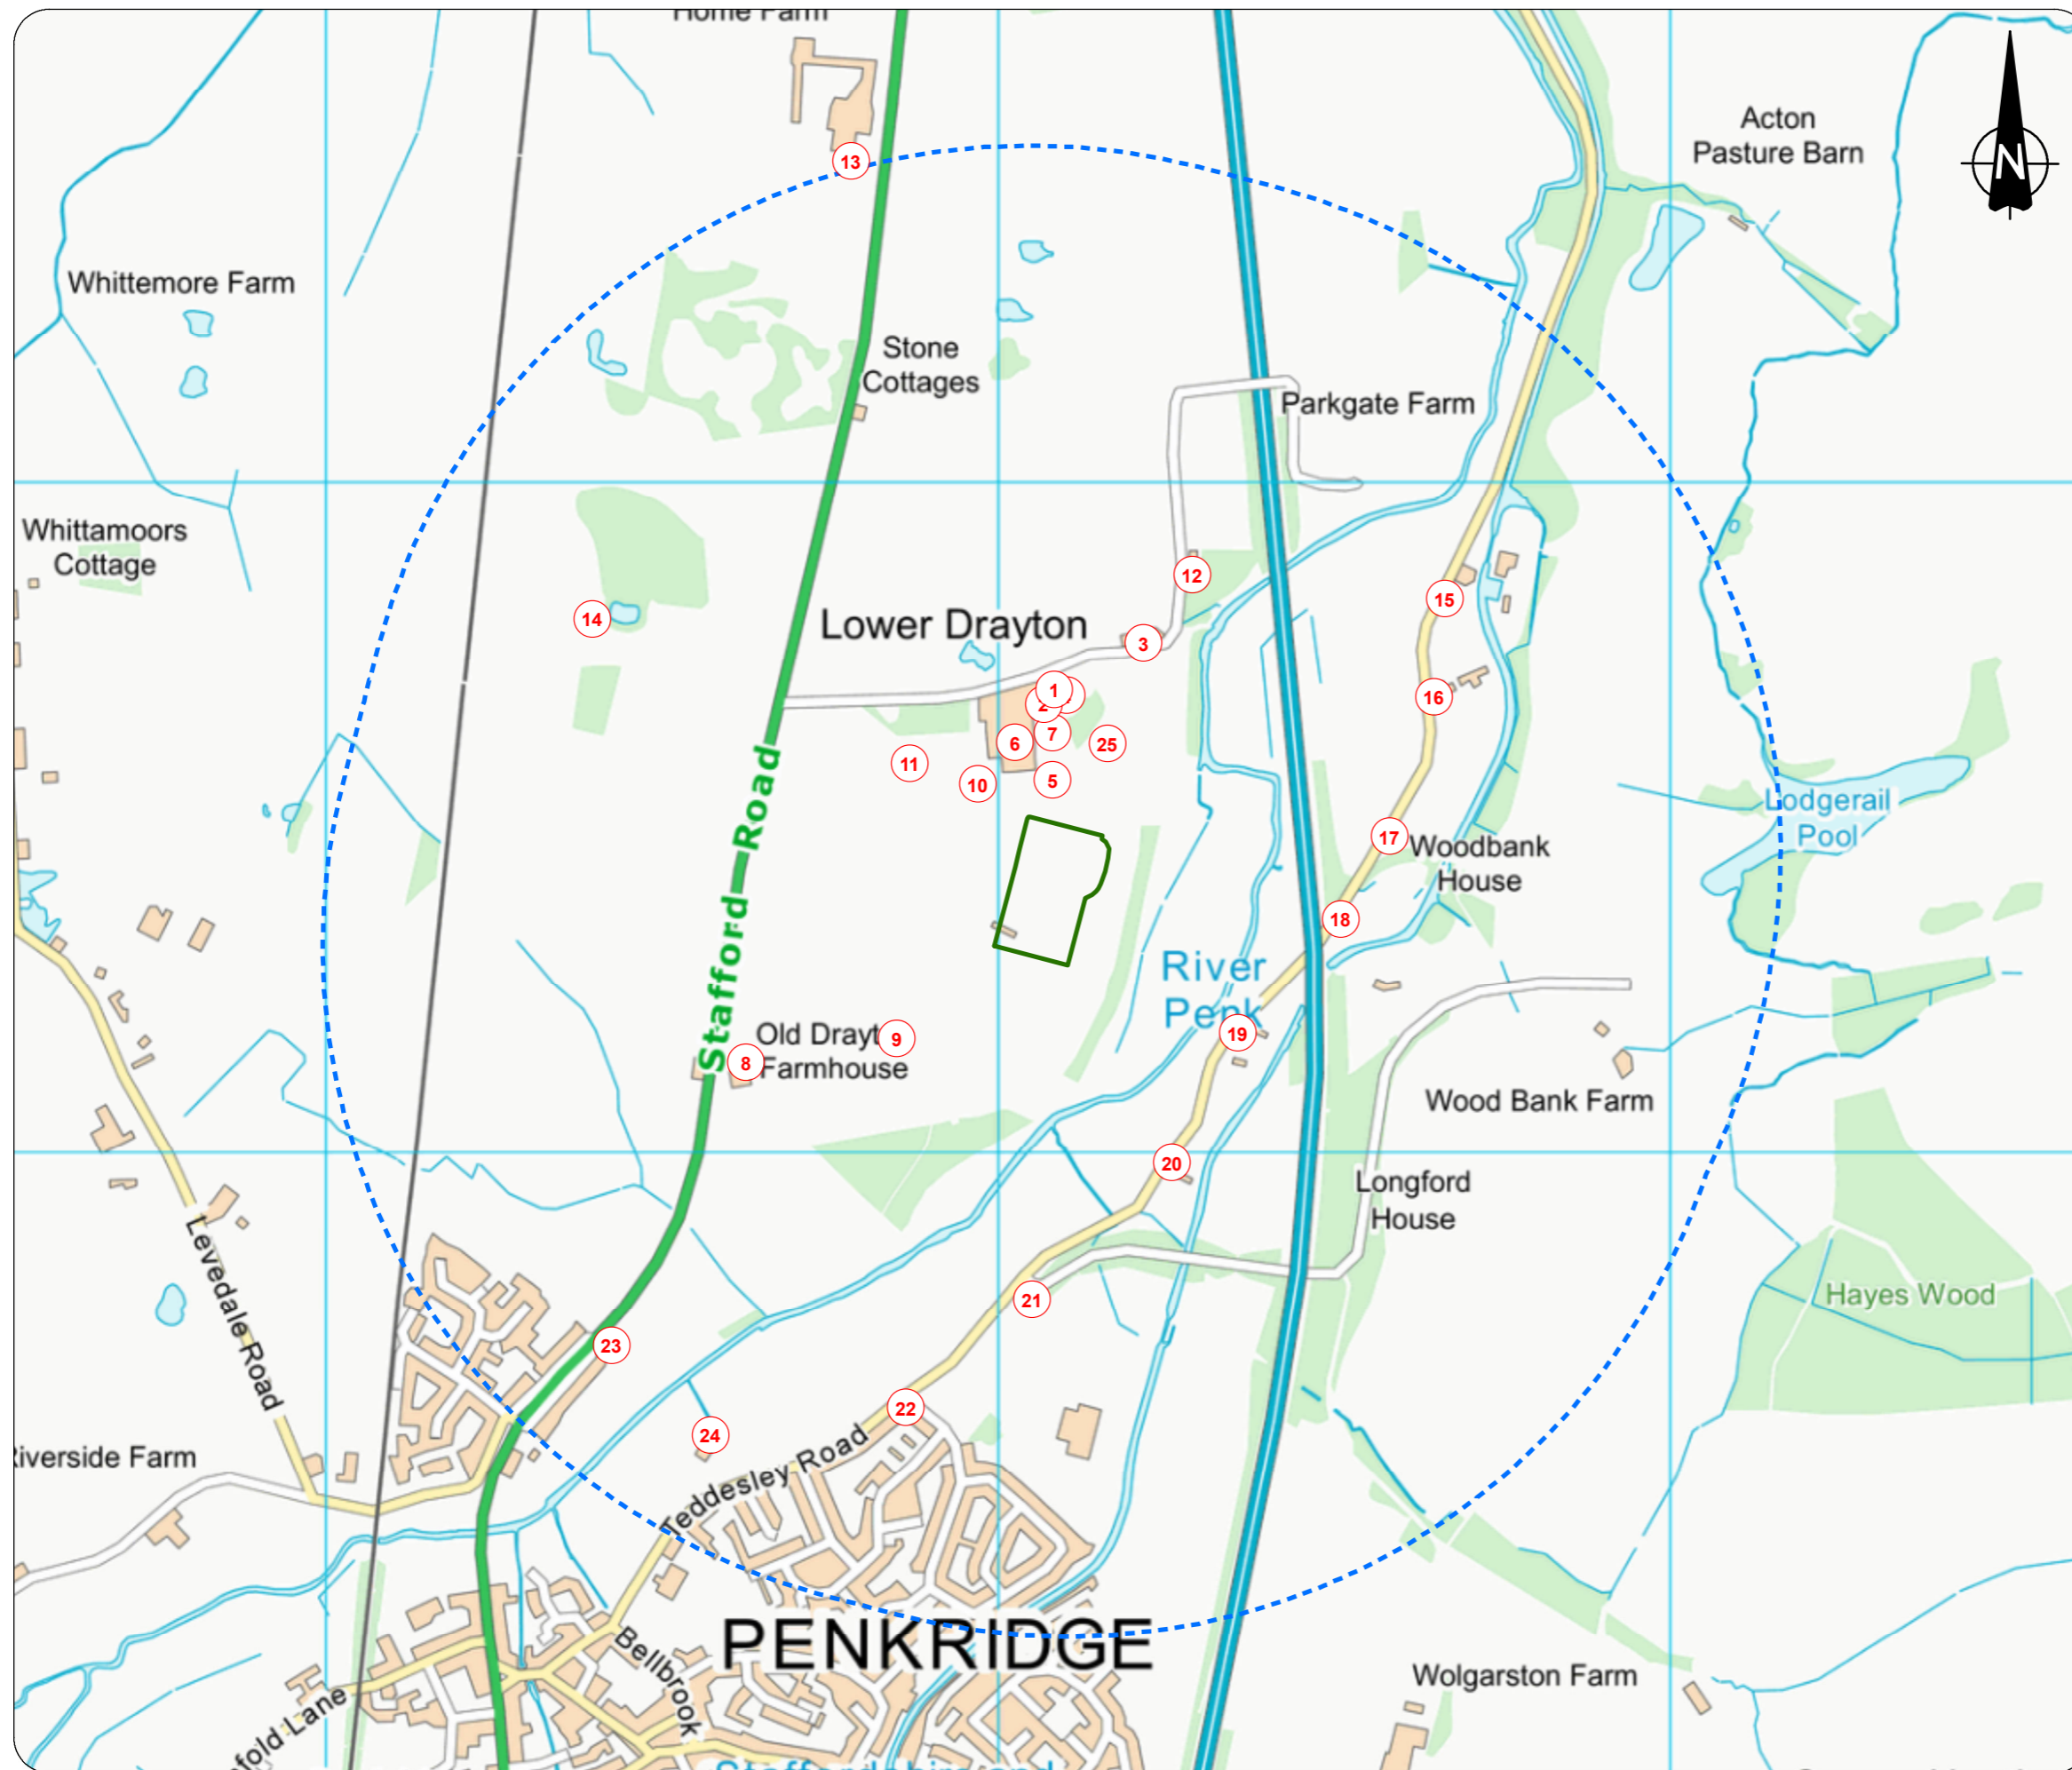 Home Farm
Acton
Pasture Barn
N
13
Whittemore Farm
Stone
Cottages
Parkgate Farm
Whittamoors
Cottage
12
15
14
Lower Drayton
3
1
2
16
7
6
25
11
10
5
Stafford Road
Lodgerail
Pool
17
Woodbank
House
18
River
Penk
19
Old Drayt
9
8
Farmhouse
Wood Bank Farm
20
Longford
House
Levedale Road
21
Hayes Wood
23
22
24
Teddesley Road
Riverside Farm
PENKRIDGE
Bellbrook
Wolgarston Farm
Lane